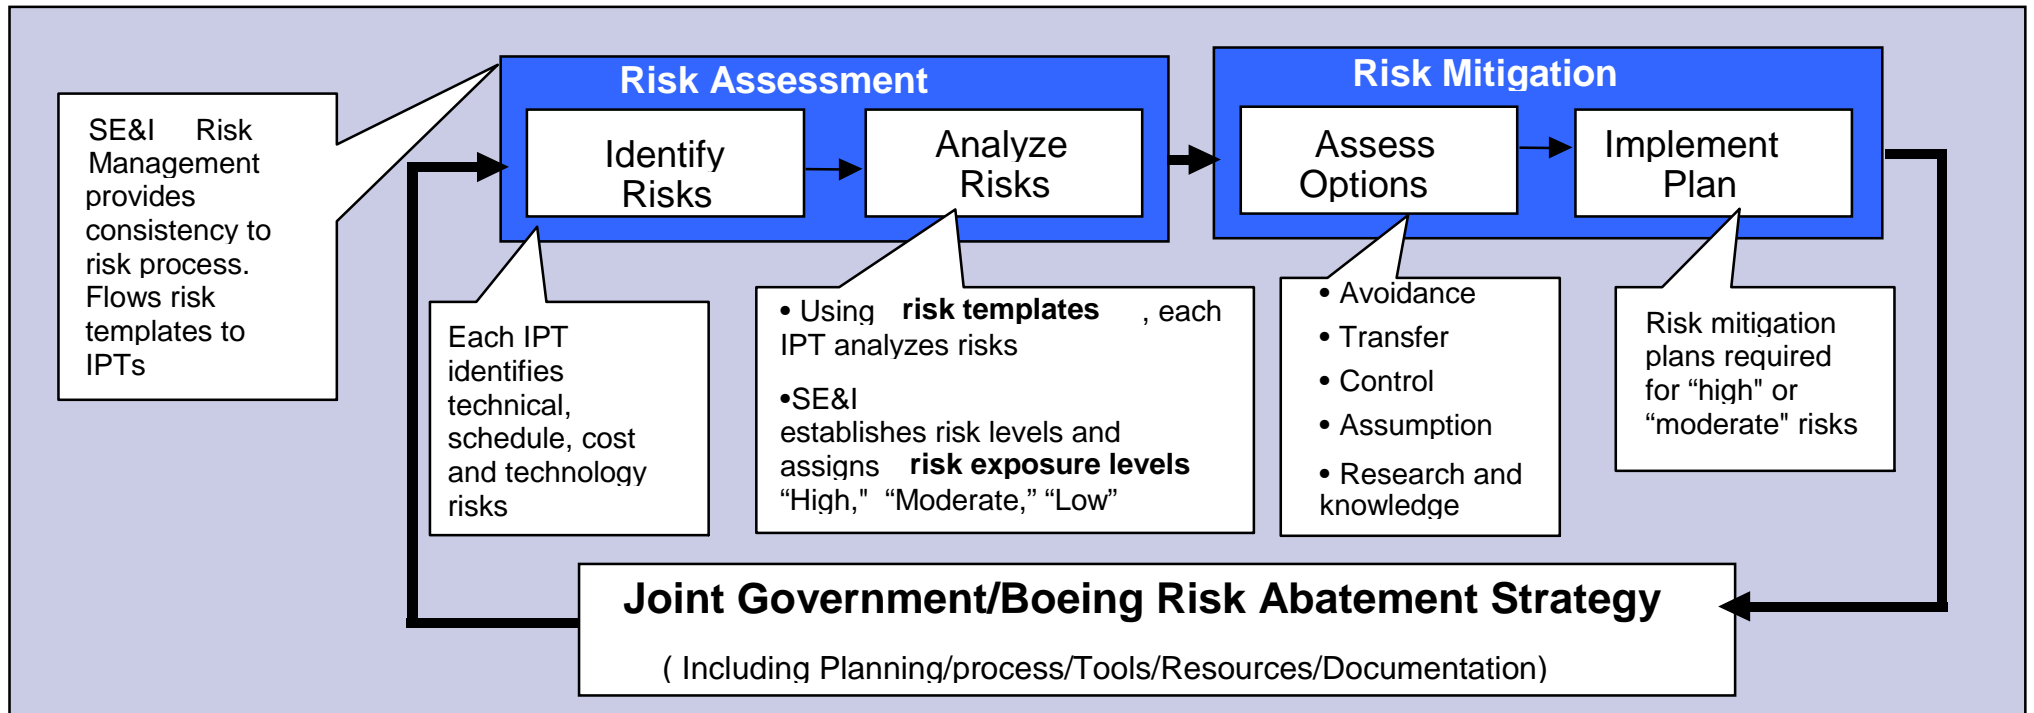 Risk Assessment
Risk Mitigation
SE&I Risk
Management
provides
consistency to
risk process.
Flows risk
templates to
IPTs
Identify
Risks
Analyze
Risks
Assess
Options
Implement
Plan
Each IPT
identifies
technical,
schedule, cost
and technology
risks
• Using risk templates , each
IPT analyzes risks
•SE&I
establishes risk levels and
assigns risk exposure levels
“High," “Moderate,” “Low”
• Avoidance
• Transfer
• Control
• Assumption
• Research and
knowledge
Risk mitigation
plans required
for “high" or
“moderate" risks
Joint Government/Boeing Risk Abatement Strategy
( Including Planning/process/Tools/Resources/Documentation)